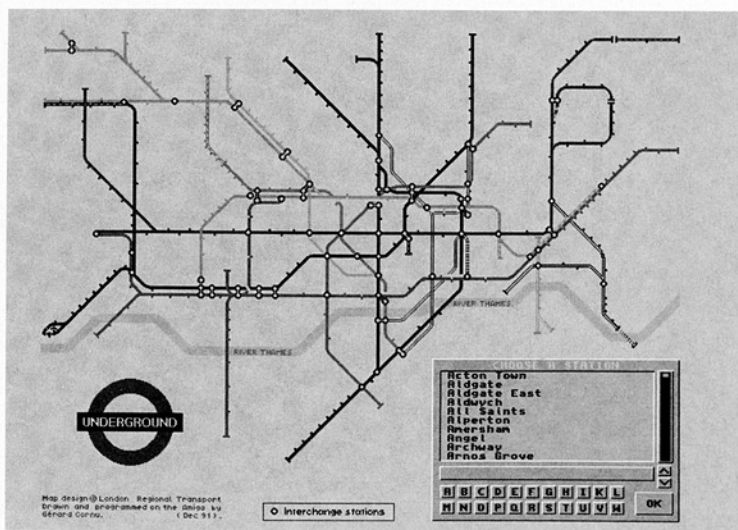 RIVER THAMES.
RIVER THAMES.
CHOOSE A STATION
Acton Town
Aldgate
Aldgate East
Aldwych
All Saints
Alperton
Amersham
Angel
Archway
Arnos Grove
A B C D E F G H I K L
M N O P Q R S T U V W
OK
UNDERGROUND
Map design © London Regional Transport
Drawn and programmed on the Amiga by
Gérard Cornu. (Dec 91).
Interchange stations